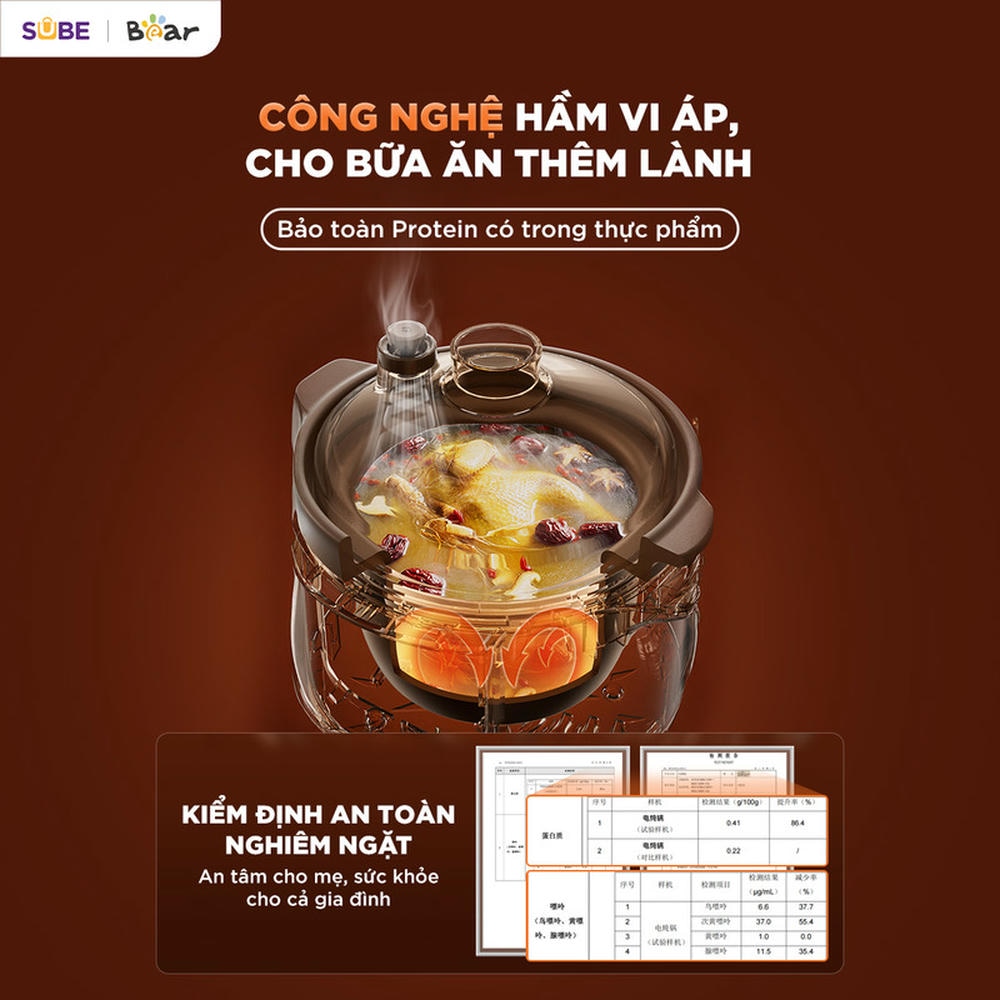 SUBE | Bear
CÔNG NGHỆ HẦM VI ÁP,
CHO BỮA ĂN THÊM LÀNH
Bảo toàn Protein có trong thực phẩm
KIỂM ĐỊNH AN TOÀN
NGHIÊM NGẶT
An tâm cho mẹ, sức khỏe
cho cả gia đình
检测报告
序号 样机 检测结果（g/100g） 提升率（%）
蛋白质
1 电炖锅（试验样机） 0.41 86.4
2 电炖锅（对比样机） 0.22 /
序号 样机 检测项目 检测结果（μg/mL） 减少率（%）
嘌呤
（鸟嘌呤、黄嘌
呤、腺嘌呤）
电炖锅
（试验样机）
1 鸟嘌呤 6.6 37.7
2 次黄嘌呤 37.0 55.4
3 黄嘌呤 1.0 0.0
4 腺嘌呤 11.5 35.4